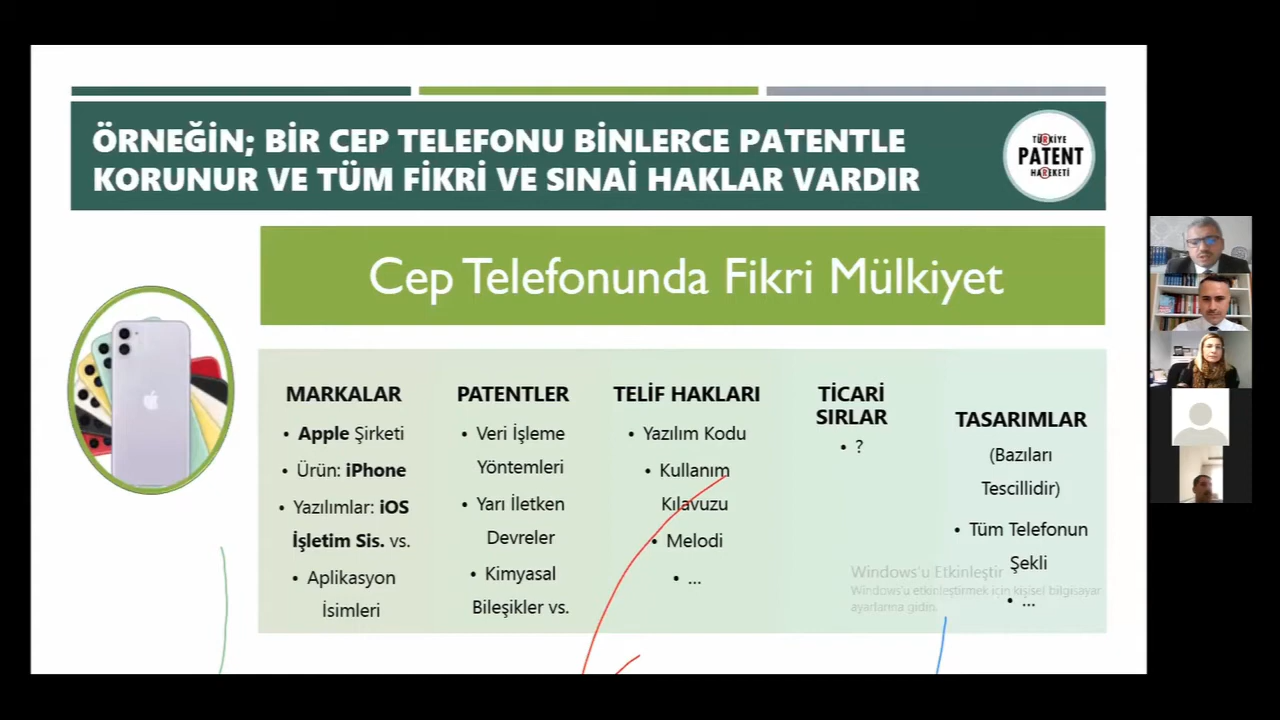 ÖRNEĞİN; BİR CEP TELEFONU BİNLERCE PATENTLE
KORUNUR VE TÜM FİKRİ VE SINAİ HAKLAR VARDIR
TÜRKİYE
PATENT
HAREKETİ
Cep Telefonunda Fikri Mülkiyet
MARKALAR
• Apple Şirketi
• Ürün: iPhone
• Yazılımlar: iOS
İşletim Sis. vs.
• Aplikasyon
İsimleri
PATENTLER
• Veri İşleme
Yöntemleri
• Yarı İletken
Devreler
• Kimyasal
Bileşikler vs.
TELİF HAKLARI
• Yazılım Kodu
• Kullanım
Kılavuzu
• Melodi
• ...
TİCARİ
SIRLAR
• ?
TASARIMLAR
(Bazıları
Tescillidir)
• Tüm Telefonun
Şekli
• ...
Windows'u Etkinleştir
Windows'u etkinleştirmek için kişisel bilgisayar
ayarlarına gidin.